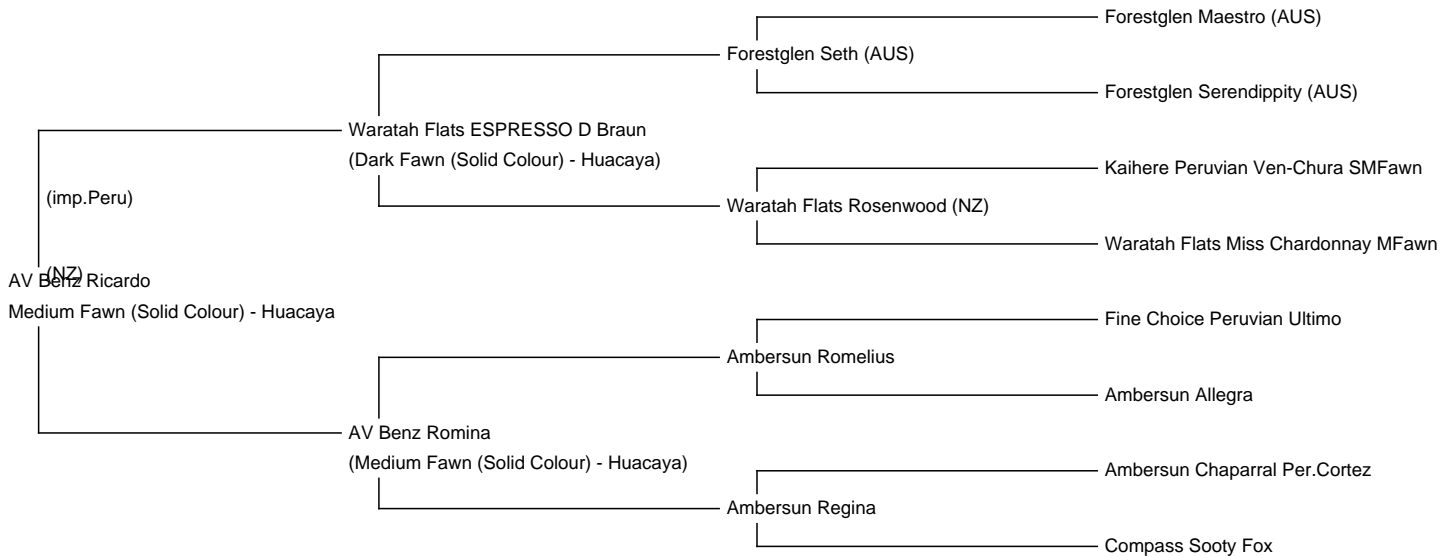 Forestglen Maestro (AUS)
Forestglen Seth (AUS)
Forestglen Serendippity (AUS)
Waratah Flats ESPRESSO D Braun
(Dark Fawn (Solid Colour) - Huacaya)
Kaihere Peruvian Ven-Chura SMFawn
(imp.Peru)
Waratah Flats Rosenwood (NZ)
Waratah Flats Miss Chardonnay MFawn
(NZ)
AV Benz Ricardo
Medium Fawn (Solid Colour) - Huacaya
Fine Choice Peruvian Ultimo
Ambersun Romelius
Ambersun Allegra
AV Benz Romina
(Medium Fawn (Solid Colour) - Huacaya)
Ambersun Chaparral Per.Cortez
Ambersun Regina
Compass Sooty Fox